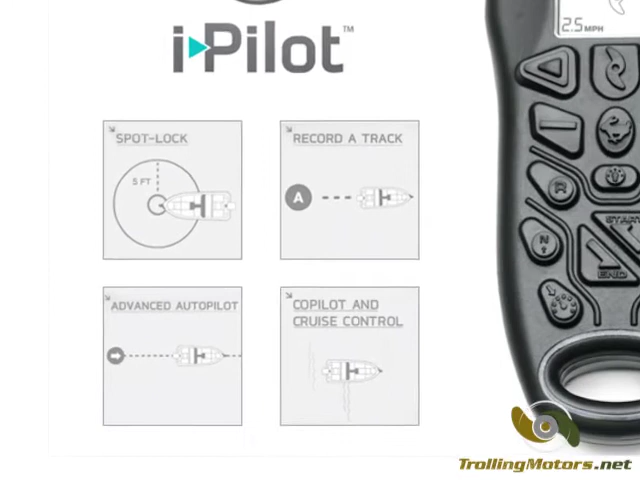 2.5 MPH
i-Pilot™
SPOT-LOCK
5 FT
RECORD A TRACK
A
ADVANCED AUTOPILOT
COPILOT AND
CRUISE CONTROL
R
N
START
END
TrollingMotors.net